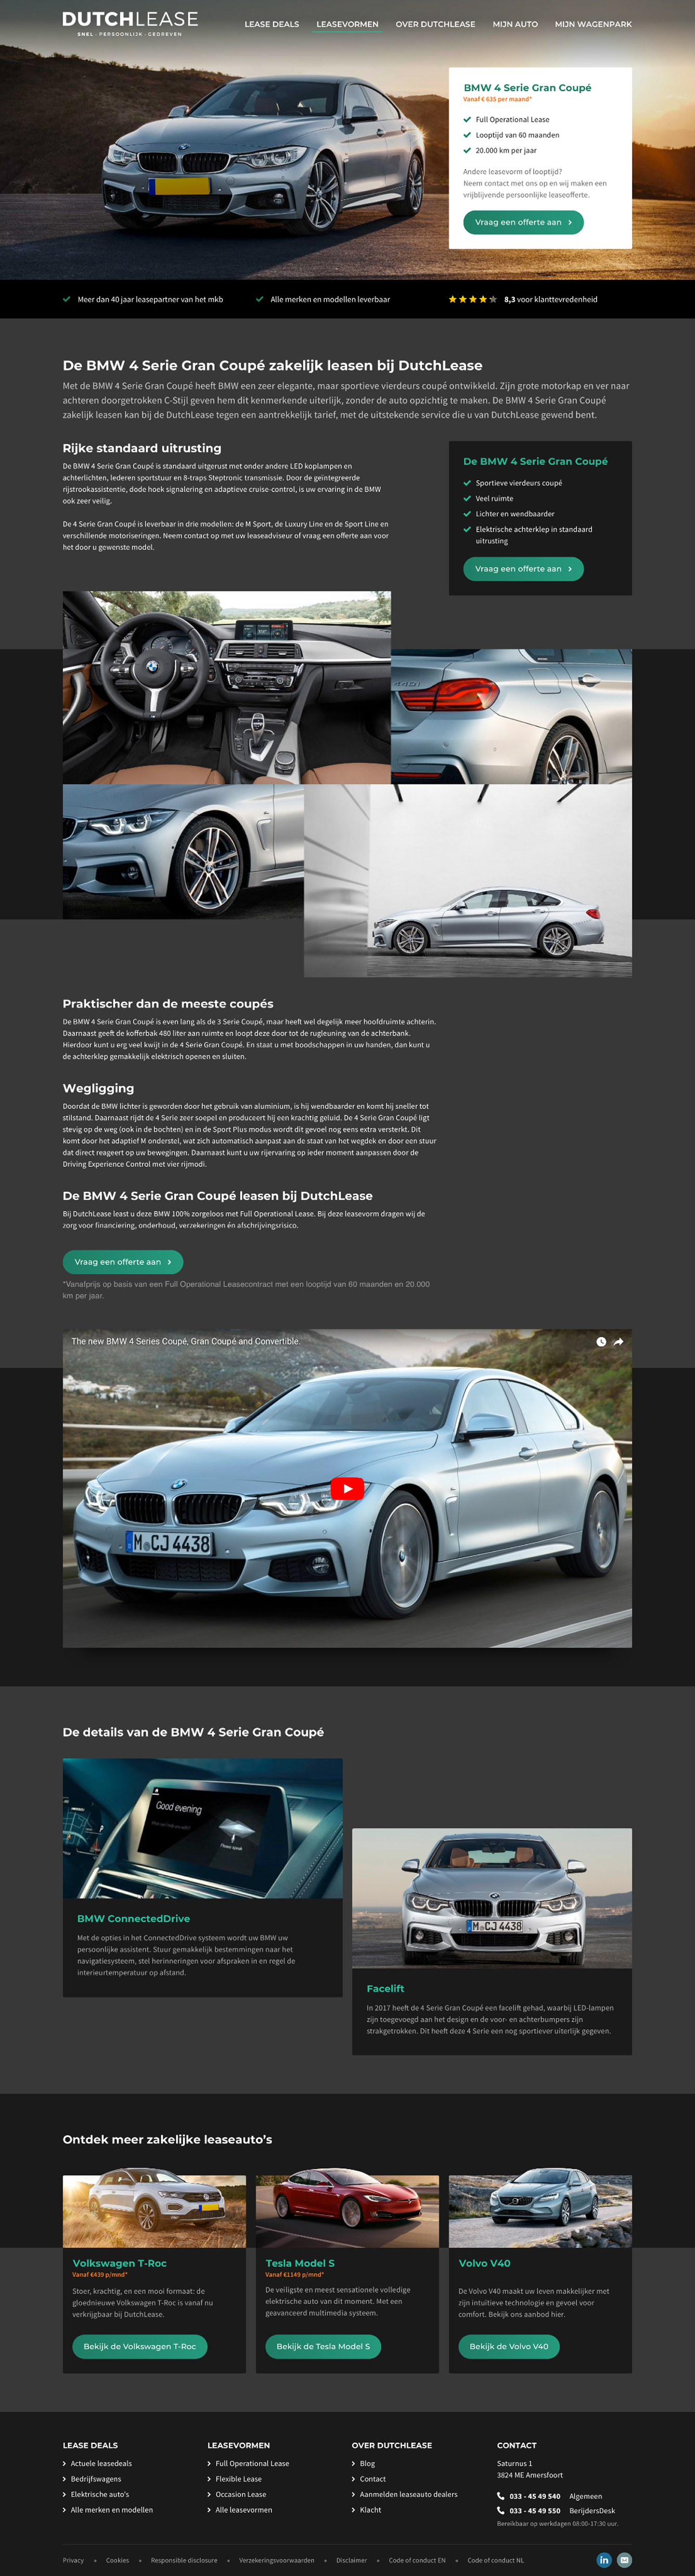 DUTCHLEASE
SNEL . PERSOONLIJK . GEDREVEN
LEASE DEALS
LEASEVORMEN
OVER DUTCHLEASE
MIJN AUTO
MIJN WAGENPARK
BMW 4 Serie Gran Coupé
Vanaf € 635 per maand*
Full Operational Lease
Looptijd van 60 maanden
20.000 km per jaar
Andere leasevorm of looptijd?
Neem contact met ons op en wij maken een
vrijblijvende persoonlijke leaseofferte.
Vraag een offerte aan
Meer dan 40 jaar leasepartner van het mkb
Alle merken en modellen leverbaar
8,3 voor klanttevredenheid
De BMW 4 Serie Gran Coupé zakelijk leasen bij DutchLease
Met de BMW 4 Serie Gran Coupé heeft BMW een zeer elegante, maar sportieve vierdeurs coupé ontwikkeld. Zijn grote motorkap en ver naar
achteren doorgetrokken C-Stijl geven hem dit kenmerkende uiterlijk, zonder de auto opzichtig te maken. De BMW 4 Serie Gran Coupé
zakelijk leasen kan bij de DutchLease tegen een aantrekkelijk tarief, met de uitstekende service die u van DutchLease gewend bent.
Rijke standaard uitrusting
De BMW 4 Serie Gran Coupé is standaard uitgerust met onder andere LED koplampen en
achterlichten, lederen sportstuur en 8-traps Steptronic transmissie. Door de geïntegreerde
rijstrookassistentie, dode hoek signalering en adaptieve cruise-control, is uw ervaring in de BMW
ook zeer veilig.
De 4 Serie Gran Coupé is leverbaar in drie modellen: de M Sport, de Luxury Line en de Sport Line en
verschillende motoriseringen. Neem contact op met uw leaseadviseur of vraag een offerte aan voor
het door u gewenste model.
De BMW 4 Serie Gran Coupé
Sportieve vierdeurs coupé
Veel ruimte
Lichter en wendbaarder
Elektrische achterklep in standaard
uitrusting
Vraag een offerte aan
Praktischer dan de meeste coupés
De BMW 4 Serie Gran Coupé is even lang als de 3 Serie Coupé, maar heeft wel degelijk meer hoofdruimte achterin.
Daarnaast geeft de kofferbak 480 liter aan ruimte en loopt deze door tot de rugleuning van de achterbank.
Hierdoor kunt u erg veel kwijt in de 4 Serie Gran Coupé. En staat u met boodschappen in uw handen, dan kunt u
de achterklep gemakkelijk elektrisch openen en sluiten.
Wegligging
Doordat de BMW lichter is geworden door het gebruik van aluminium, is hij wendbaarder en komt hij sneller tot
stilstand. Daarnaast rijdt de 4 Serie zeer soepel en produceert hij een krachtig geluid. De 4 Serie Gran Coupé ligt
stevig op de weg (ook in de bochten) en in de Sport Plus modus wordt dit gevoel nog eens extra versterkt. Dit
komt door het adaptief M onderstel, wat zich automatisch aanpast aan de staat van het wegdek en door een stuur
dat direct reageert op uw bewegingen. Daarnaast kunt u uw rijervaring op ieder moment aanpassen door de
Driving Experience Control met vier rijmodi.
De BMW 4 Serie Gran Coupé leasen bij DutchLease
Bij DutchLease least u deze BMW 100% zorgeloos met Full Operational Lease. Bij deze leasevorm dragen wij de
zorg voor financiering, onderhoud, verzekeringen én afschrijvingsrisico.
Vraag een offerte aan
*Vanafprijs op basis van een Full Operational Leasecontract met een looptijd van 60 maanden en 20.000
km per jaar.
The new BMW 4 Series Coupé, Gran Coupé and Convertible.
M CJ 4438
De details van de BMW 4 Serie Gran Coupé
Good evening
BMW ConnectedDrive
Met de opties in het ConnectedDrive systeem wordt uw BMW uw
persoonlijke assistent. Stuur gemakkelijk bestemmingen naar het
navigatiesysteem, stel herinneringen voor afspraken in en regel de
interieurtemperatuur op afstand.
M CJ 4438
Facelift
In 2017 heeft de 4 Serie Gran Coupé een facelift gehad, waarbij LED-lampen
zijn toegevoegd aan het design en de voor- en achterbumpers zijn
strakgetrokken. Dit heeft deze 4 Serie een nog sportiever uiterlijk gegeven.
Ontdek meer zakelijke leaseauto's
Volkswagen T-Roc
Vanaf €439 p/mnd*
Stoer, krachtig, en een mooi formaat: de
gloednieuwe Volkswagen T-Roc is vanaf nu
verkrijgbaar bij DutchLease.
Bekijk de Volkswagen T-Roc
Tesla Model S
Vanaf €1149 p/mnd*
De veiligste en meest sensationele volledige
elektrische auto van dit moment. Met een
geavanceerd multimedia systeem.
Bekijk de Tesla Model S
Volvo V40
De Volvo V40 maakt uw leven makkelijker met
zijn intuitieve technologie en gevoel voor
comfort. Bekijk ons aanbod hier.
Bekijk de Volvo V40
LEASE DEALS
Actuele leasedeals
Bedrijfswagens
Elektrische auto's
Alle merken en modellen
LEASEVORMEN
Full Operational Lease
Flexible Lease
Occasion Lease
Alle leasevormen
OVER DUTCHLEASE
Blog
Contact
Aanmelden leaseauto dealers
Klacht
CONTACT
Saturnus 1
3824 ME Amersfoort
033 - 45 49 540 Algemeen
033 - 45 49 550 BerijdersDesk
Bereikbaar op werkdagen 08:00-17:30 uur.
Privacy
Cookies
Responsible disclosure
Verzekeringsvoorwaarden
Disclaimer
Code of conduct EN
Code of conduct NL